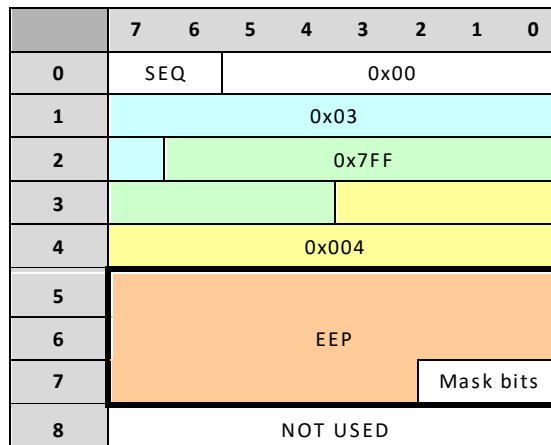 7 6 5 4 3 2 1 0
0 SEQ 0x00
1 0x03
2 0x7FF
3
4 0x004
5
6 EEP
7 Mask bits
8 NOT USED